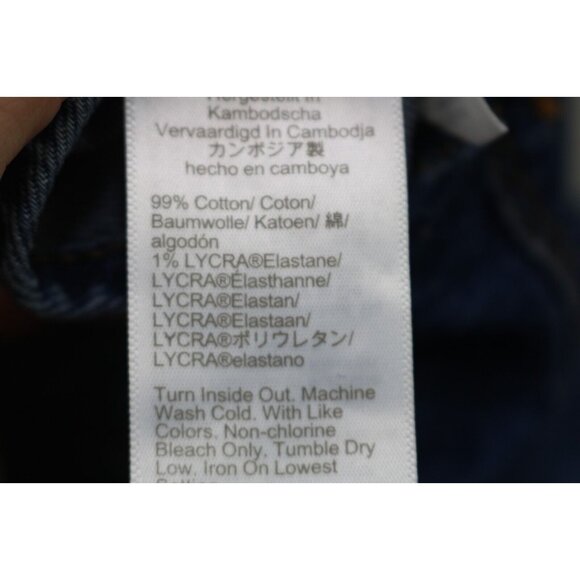 Hergestellt In
Kambodscha
Vervaardigd In Cambodja
カンボジア製
hecho en camboya
99% Cotton/ Coton/
Baumwolle/ Katoen/ 綿/
algodón
1% LYCRA®Elastane/
LYCRA®Élasthanne/
LYCRA®Elastan/
LYCRA®Elastaan/
LYCRA®ポリウレタン/
LYCRA®elastano
Turn Inside Out. Machine
Wash Cold. With Like
Colors. Non-chlorine
Bleach Only. Tumble Dry
Low. Iron On Lowest